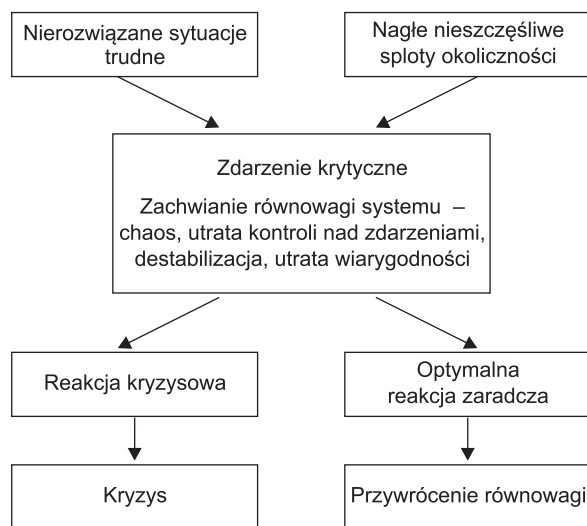 Nierozwiązane sytuacje
trudne
Nagłe nieszczęśliwe
sploty okoliczności
Zdarzenie krytyczne
Zachwianie równowagi systemu –
chaos, utrata kontroli nad zdarzeniami,
destabilizacja, utrata wiarygodności
Reakcja kryzysowa
Optymalna
reakcja zaradcza
Kryzys
Przywrócenie równowagi